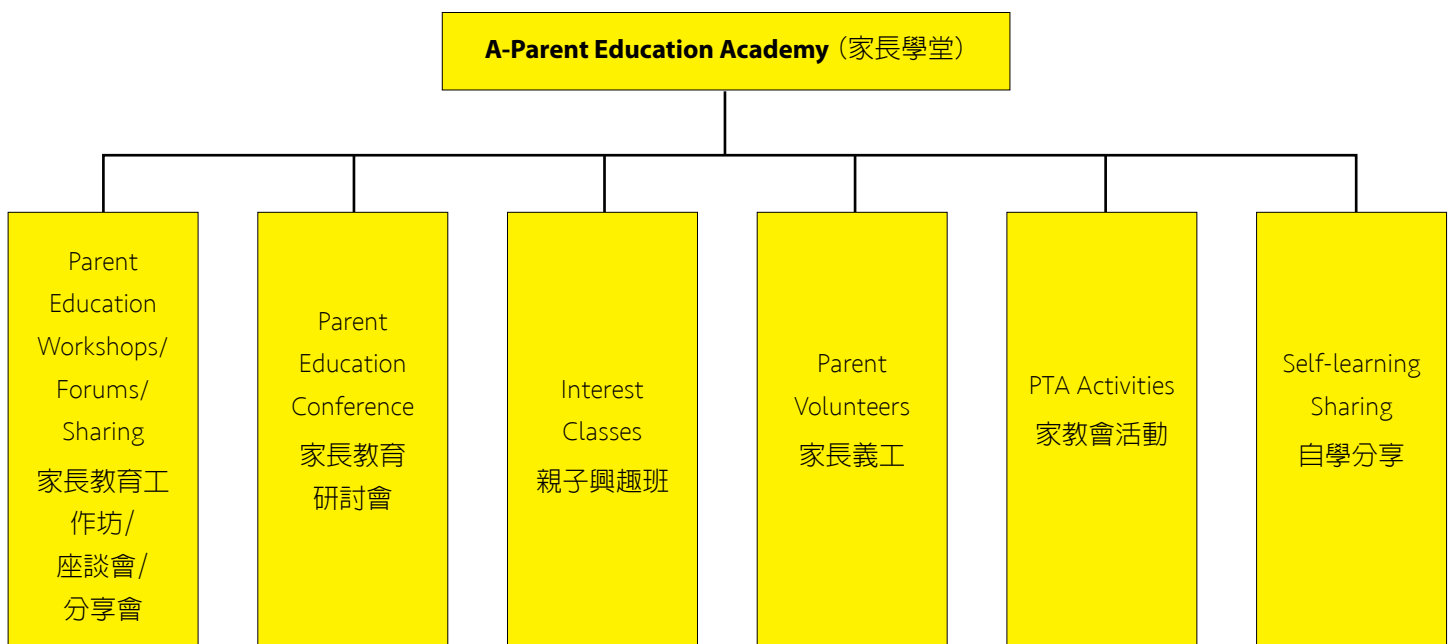 A-Parent Education Academy（家長學堂）
Parent
Education
Workshops/
Forums/
Sharing
家長教育工
作坊/
座談會/
分享會
Parent
Education
Conference
家長教育
研討會
Interest
Classes
親子興趣班
Parent
Volunteers
家長義工
PTA Activities
家教會活動
Self-learning
Sharing
自學分享